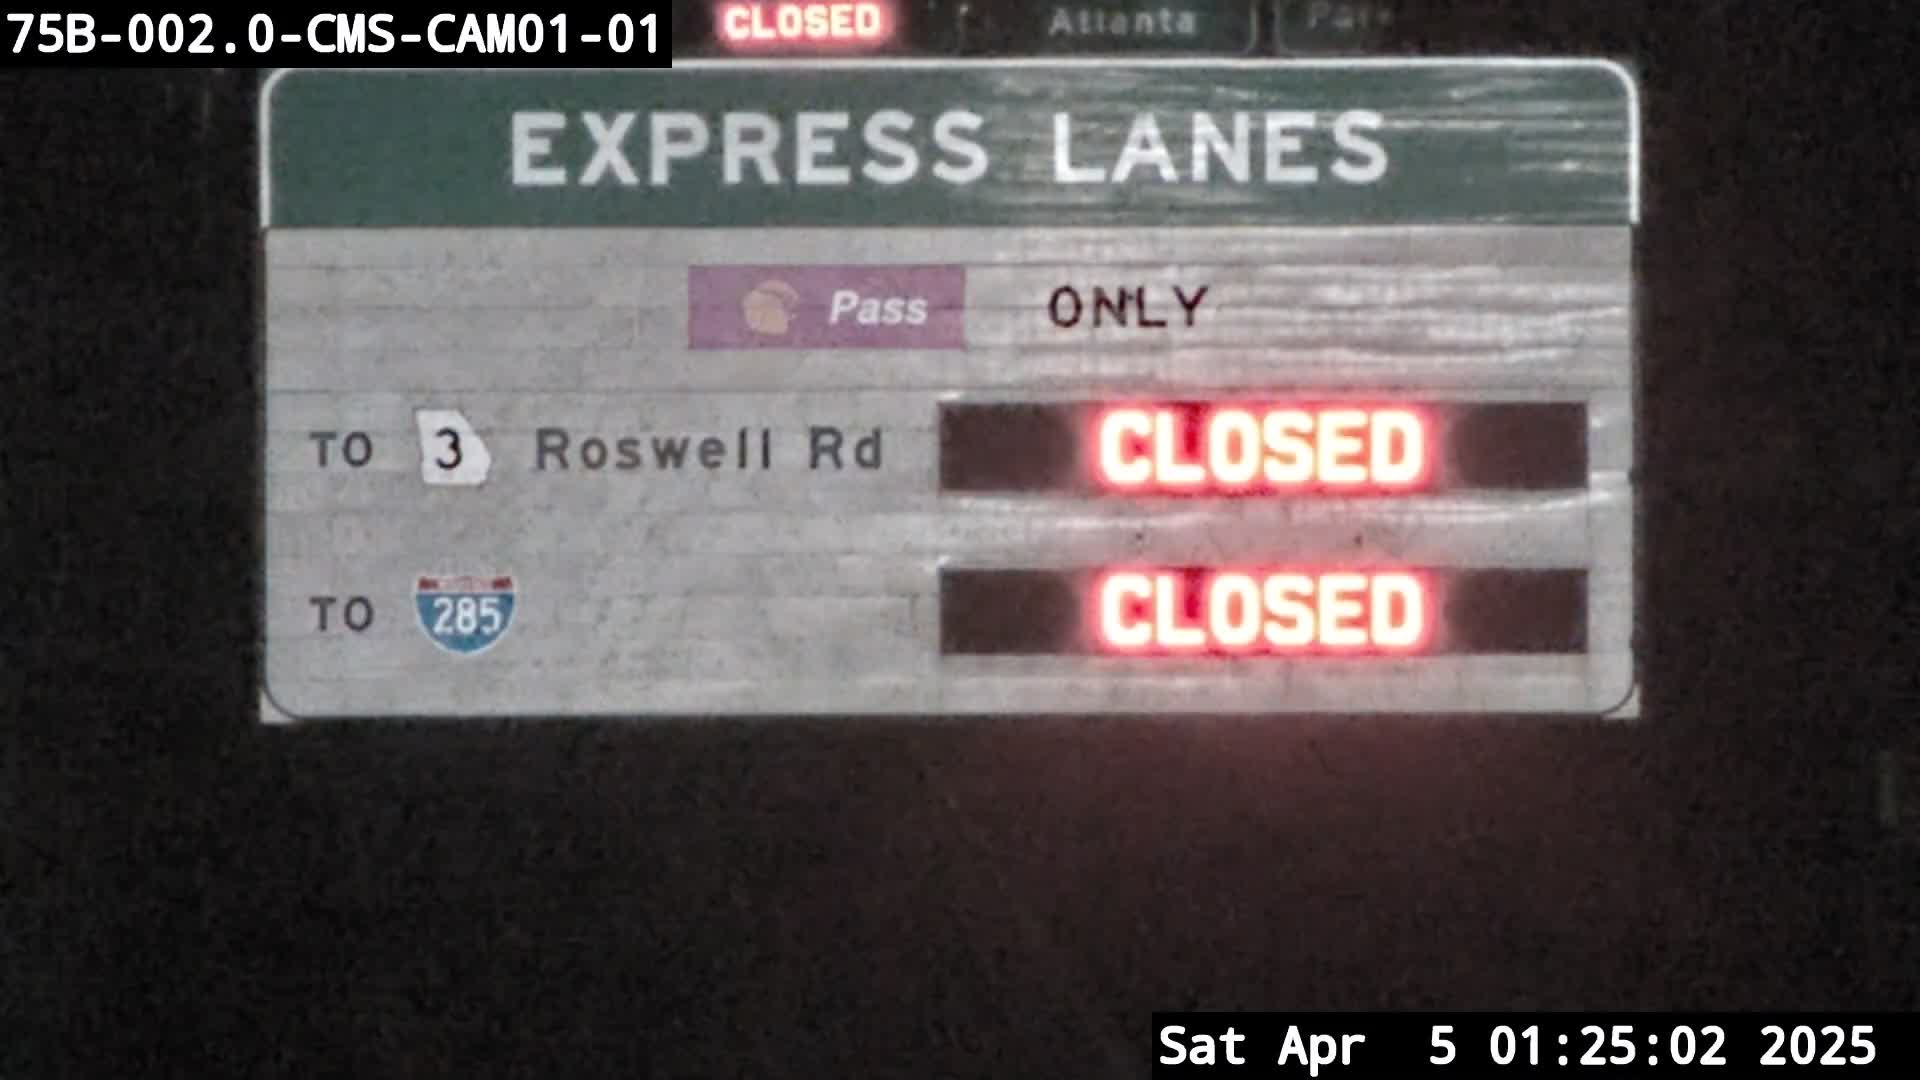 75B-002.0-CMS-CAM01-01
CLOSED
Atlanta
EXPRESS LANES
Pass ONLY
TO 3 Roswell Rd CLOSED
TO 285 CLOSED
Sat Apr 5 01:25:02 2025